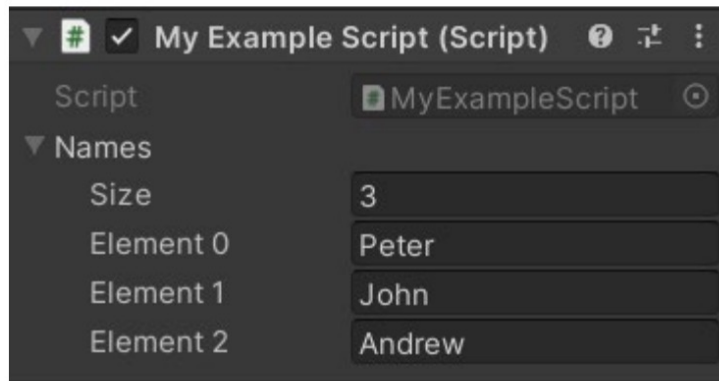 # My Example Script (Script)
Script # MyExampleScript
Names
Size 3
Element 0 Peter
Element 1 John
Element 2 Andrew